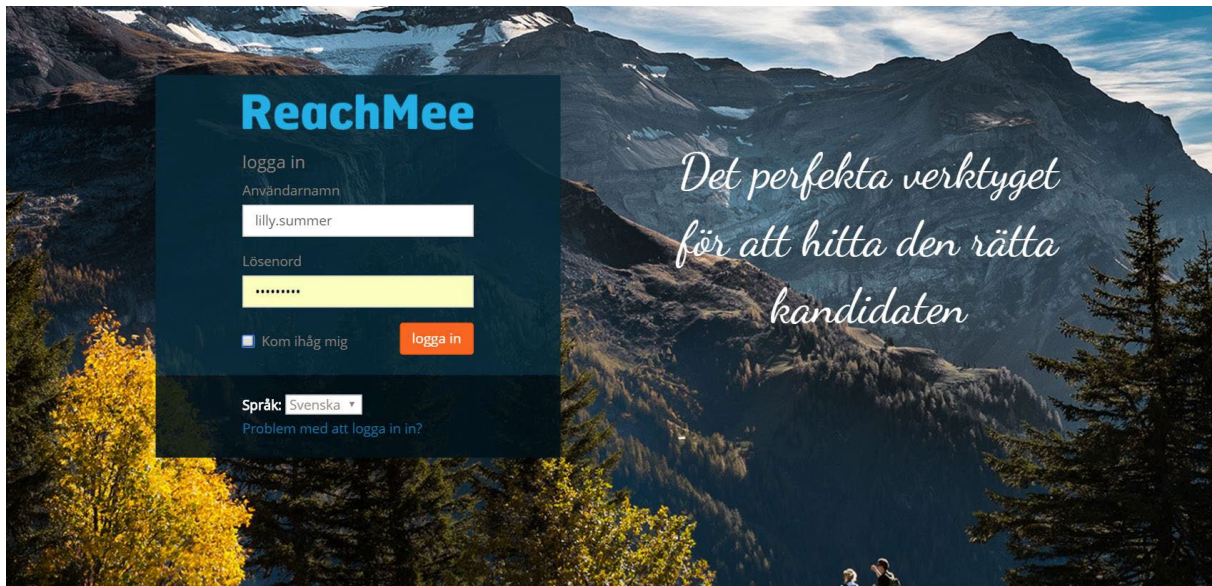 ReachMee
logga in
Användarnamn
lilly.summer
Lösenord
•••••••••
Kom ihåg mig
logga in
Språk: Svenska
Problem med att logga in in?
Det perfekta verktyget
för att hitta den rätta
kandidaten